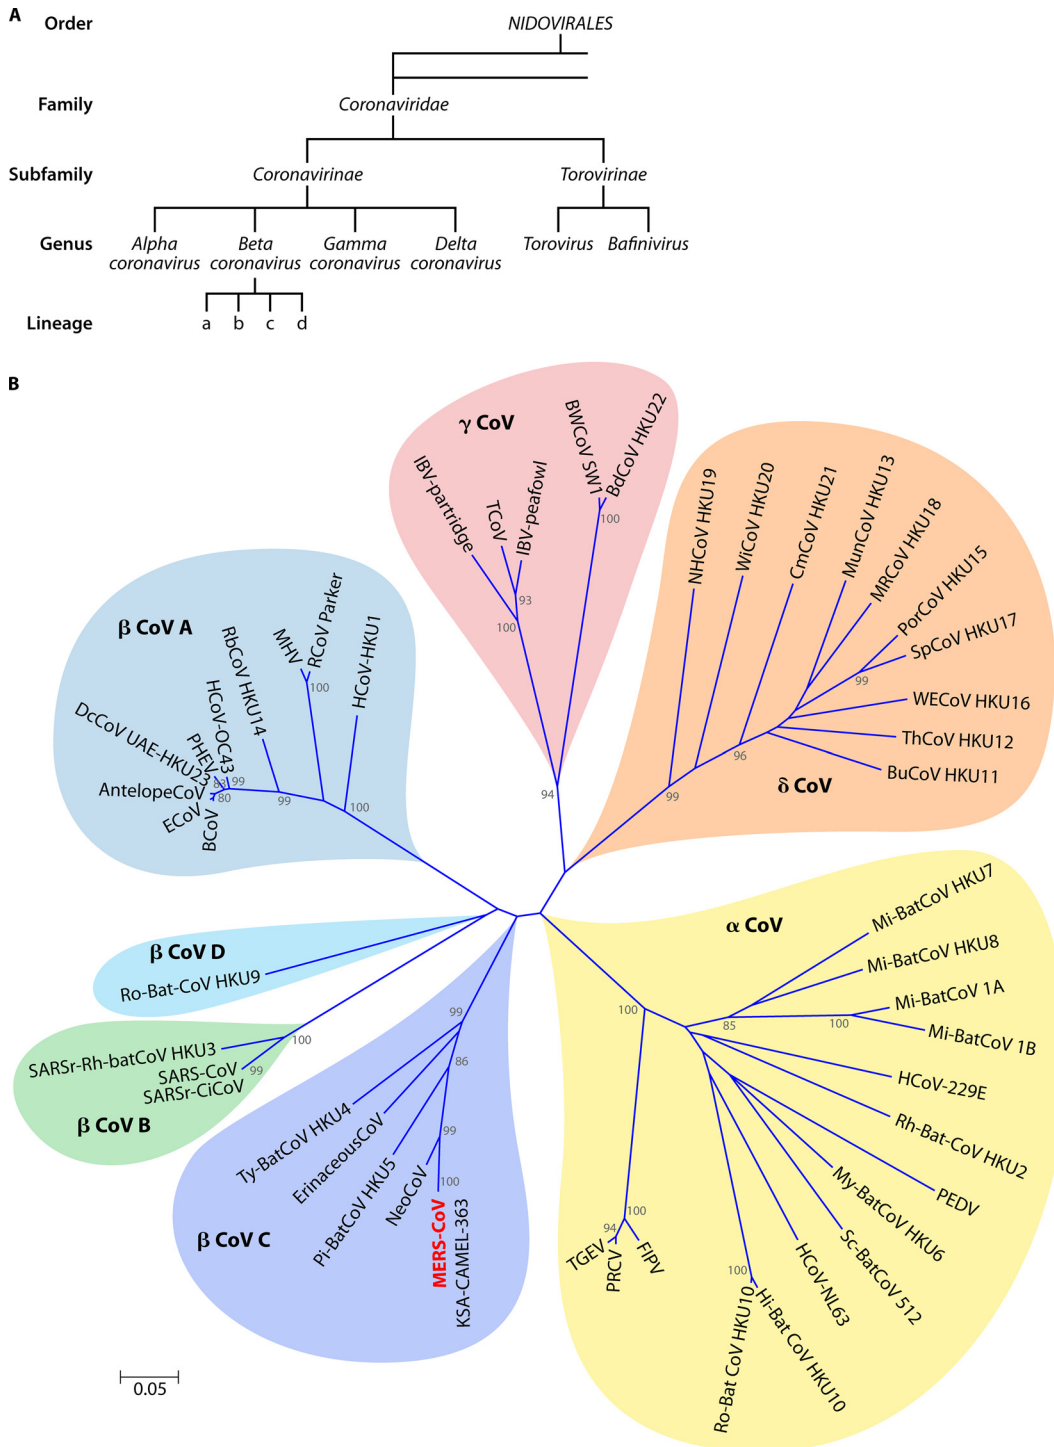 A
Order
NIDOVIRALES
Family
Coronaviridae
Subfamily
Coronavirinae
Torovirinae
Genus
Alpha
coronavirus
Beta
coronavirus
Gamma
coronavirus
Delta
coronavirus
Torovirus
Bafinivirus
Lineage
a
b
c
d
B
γ CoV
IBV-partridge
TCoV
IBV-peafowl
BWCoV SW1
BdCoV HKU22
100
93
100
94
δ CoV
NHCoV HKU19
WiCoV HKU20
CmCoV HKU21
MunCoV HKU13
MRCoV HKU18
PorCoV HKU15
SpCoV HKU17
WECoV HKU16
ThCoV HKU12
BuCoV HKU11
99
96
99
β CoV A
DcCoV UAE-HKU23
PHEV
HCoV-OC43
RbCoV HKU14
MHV
RCoV Parker
HCoV-HKU1
AntelopeCoV
ECoV
BCoV
83
99
80
99
100
100
β CoV D
Ro-Bat-CoV HKU9
SARSr-Rh-batCoV HKU3
SARS-CoV
SARSr-CiCoV
100
99
β CoV B
99
86
99
100
Ty-BatCoV HKU4
ErinaceousCoV
Pi-BatCoV HKU5
NeoCoV
MERS-CoV
KSA-CAMEL-363
β CoV C
α CoV
Mi-BatCoV HKU7
Mi-BatCoV HKU8
Mi-BatCoV 1A
Mi-BatCoV 1B
HCoV-229E
Rh-Bat-CoV HKU2
PEDV
My-BatCoV HKU6
Sc-BatCoV 512
HCoV-NL63
Hi-Bat CoV HKU10
Ro-Bat CoV HKU10
TGEV
PRCV
FIPV
100
85
100
100
94
100
0.05